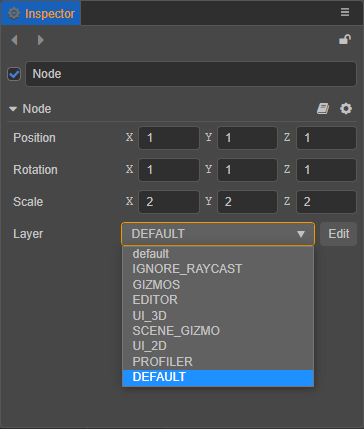 Inspector
Node
Node
Position X 1 Y 1 Z 1
Rotation X 1 Y 1 Z 1
Scale X 2 Y 2 Z 2
Layer DEFAULT Edit
default
IGNORE_RAYCAST
GIZMOS
EDITOR
UI_3D
SCENE_GIZMO
UI_2D
PROFILER
DEFAULT